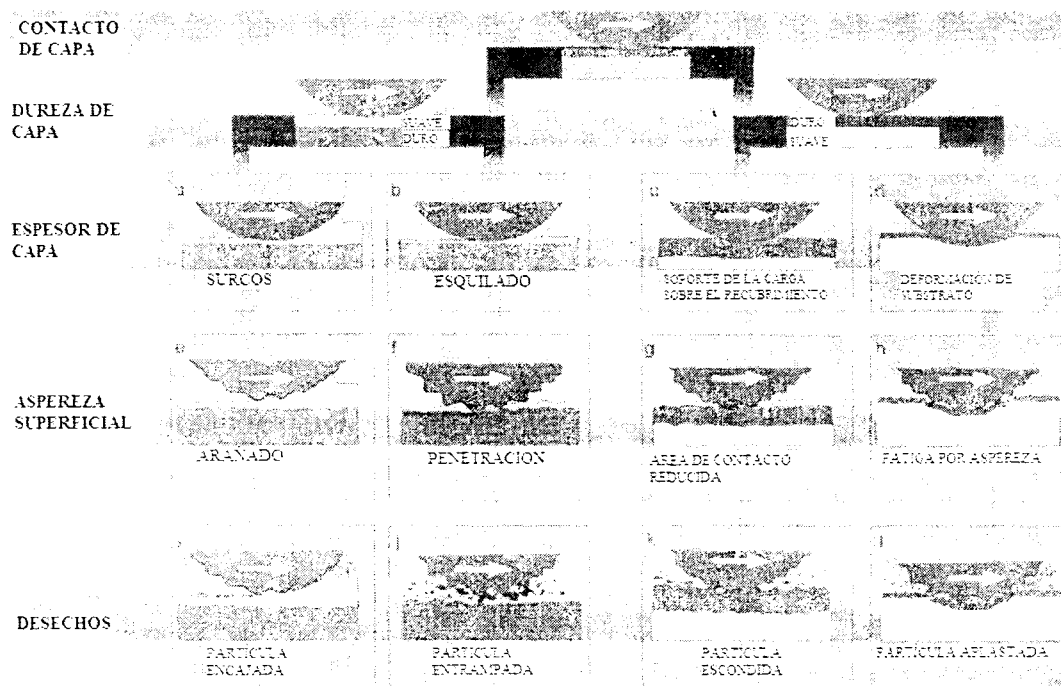 CONTACTO
DE CAPA
DUREZA DE
CAPA
SUAVE
DURO
DURO
SUAVE
a
b
c
d
ESPESOR DE
CAPA
SURCOS
ESQUILADO
SOPORTE DE LA CARGA
SOBRE EL RECUBRIMIENTO
DEFORMACION DE
SUBSTRATO
e
f
g
h
ASPEREZA
SUPERFICIAL
ARAÑADO
PENETRACION
AREA DE CONTACTO
REDUCIDA
FATIGA POR ASPEREZA
j
k
l
DESECHOS
PARTICULA
ENCAJADA
PARTICULA
ENTRAMPADA
PARTICULA
ESCONDIDA
PARTÍCULA APLASTADA